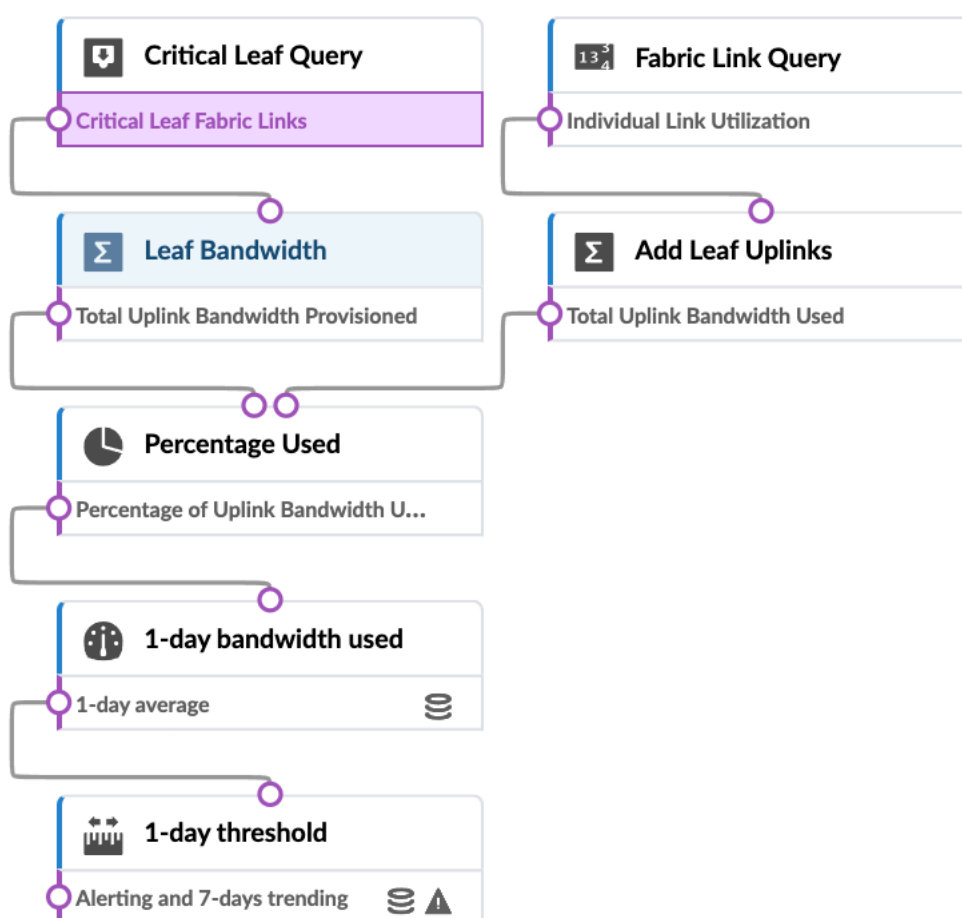 Critical Leaf Query
Critical Leaf Fabric Links
Fabric Link Query
Individual Link Utilization
Leaf Bandwidth
Total Uplink Bandwidth Provisioned
Add Leaf Uplinks
Total Uplink Bandwidth Used
Percentage Used
Percentage of Uplink Bandwidth U...
1-day bandwidth used
1-day average
1-day threshold
Alerting and 7-days trending